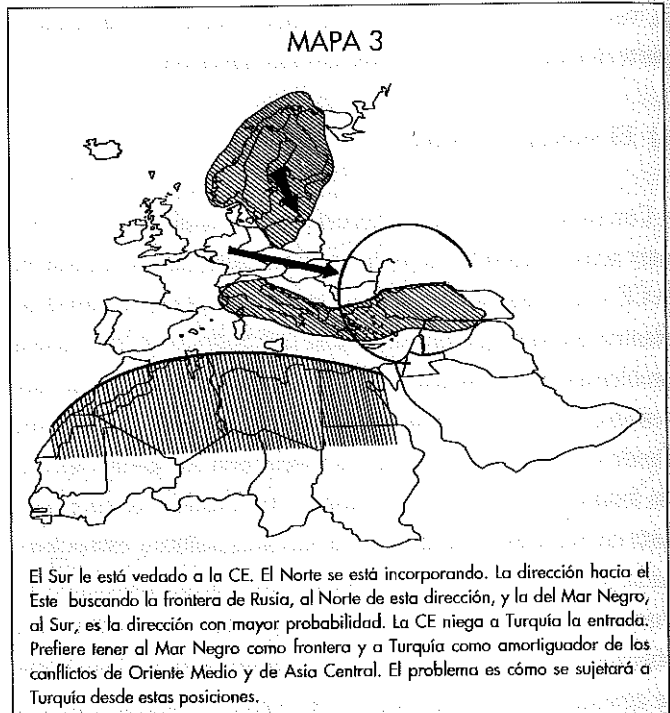 MAPA 3
El Sur le está vedado a la CE. El Norte se está incorporando. La dirección hacia el
Este buscando la frontera de Rusia, al Norte de esta dirección, y la del Mar Negro,
al Sur, es la dirección con mayor probabilidad. La CE niega a Turquía la entrada.
Prefiere tener al Mar Negro como frontera y a Turquía como amortiguador de los
conflictos de Oriente Medio y de Asia Central. El problema es cómo se sujetará a
Turquía desde estas posiciones.